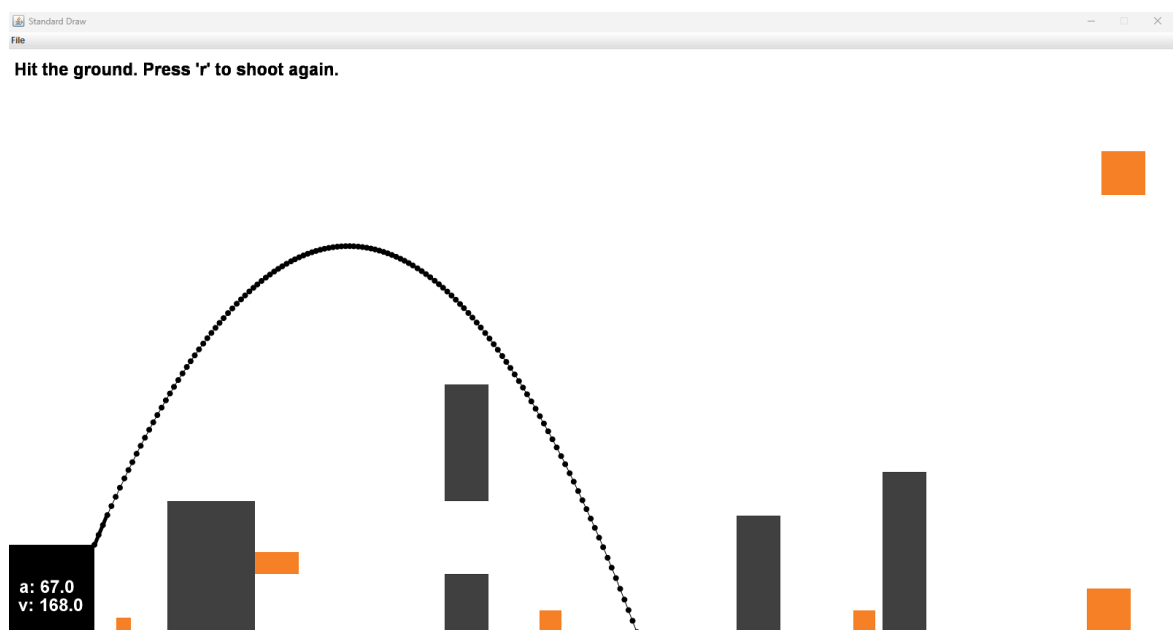 Standard Draw
File
Hit the ground. Press 'r' to shoot again.
a: 67.0
v: 168.0